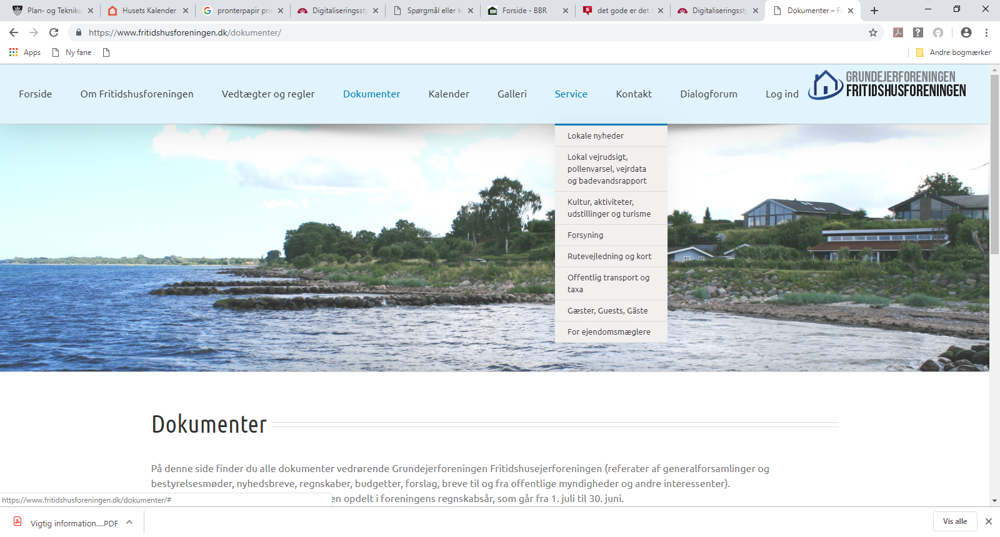 Plan- og Tekniku
Husets Kalender
pronterpapir pris
Digitaliseringssty
Spørgmål eller k
Forside - BBR
det gode er det
Digitaliseringssty
Dokumenter – F
https://www.fritidshusforeningen.dk/dokumenter/
Apps
Ny fane
Andre bogmærker
Forside
Om Fritidshusforeningen
Vedtægter og regler
Dokumenter
Kalender
Galleri
Service
Kontakt
Dialogforum
Log ind
GRUNDEJERFORENINGEN
FRITIDSHUSFORENINGEN
Lokale nyheder
Lokal vejrudsigt,
pollenvarsel, vejrdata
og badevandsrapport
Kultur, aktiviteter,
udstillinger og turisme
Forsyning
Rutevejledning og kort
Offentlig transport og
taxa
Gæster, Guests, Gäste
For ejendomsmæglere
Dokumenter
På denne side finder du alle dokumenter vedrørende Grundejerforeningen Fritidshusejerforeningen (referater af generalforsamlinger og
bestyrelsesmøder, nyhedsbreve, regnskaber, budgetter, forslag, breve til og fra offentlige myndigheder og andre interessenter).
en opdelt i foreningens regnskabsår, som går fra 1. juli til 30. juni.
https://www.fritidshusforeningen.dk/dokumenter/#
Vigtig information....PDF
Vis alle